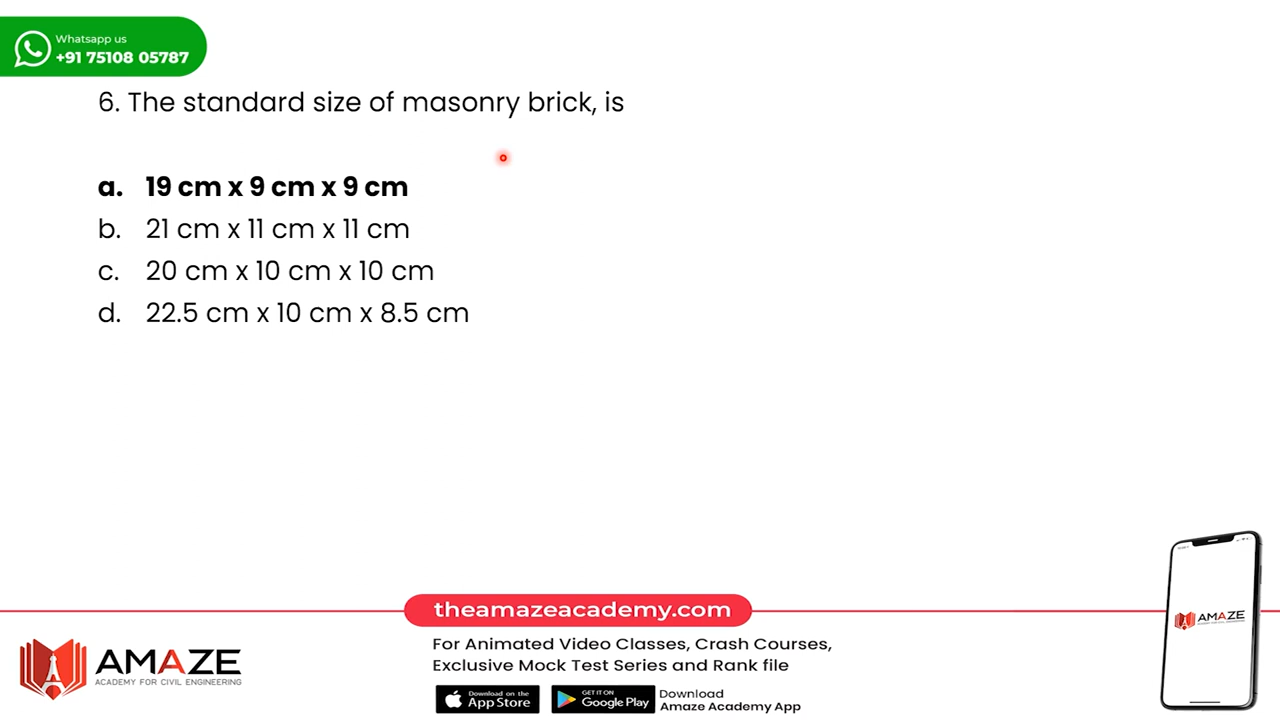 Whatsapp us
+91 75108 05787
6. The standard size of masonry brick, is
a. 19 cm x 9 cm x 9 cm
b. 21 cm x 11 cm x 11 cm
c. 20 cm x 10 cm x 10 cm
d. 22.5 cm x 10 cm x 8.5 cm
theamazeacademy.com
For Animated Video Classes, Crash Courses,
Exclusive Mock Test Series and Rank file
AMAZE
ACADEMY FOR CIVIL ENGINEERING
Download on the
App Store
GET IT ON
Google Play
Download
Amaze Academy App
AMAZE